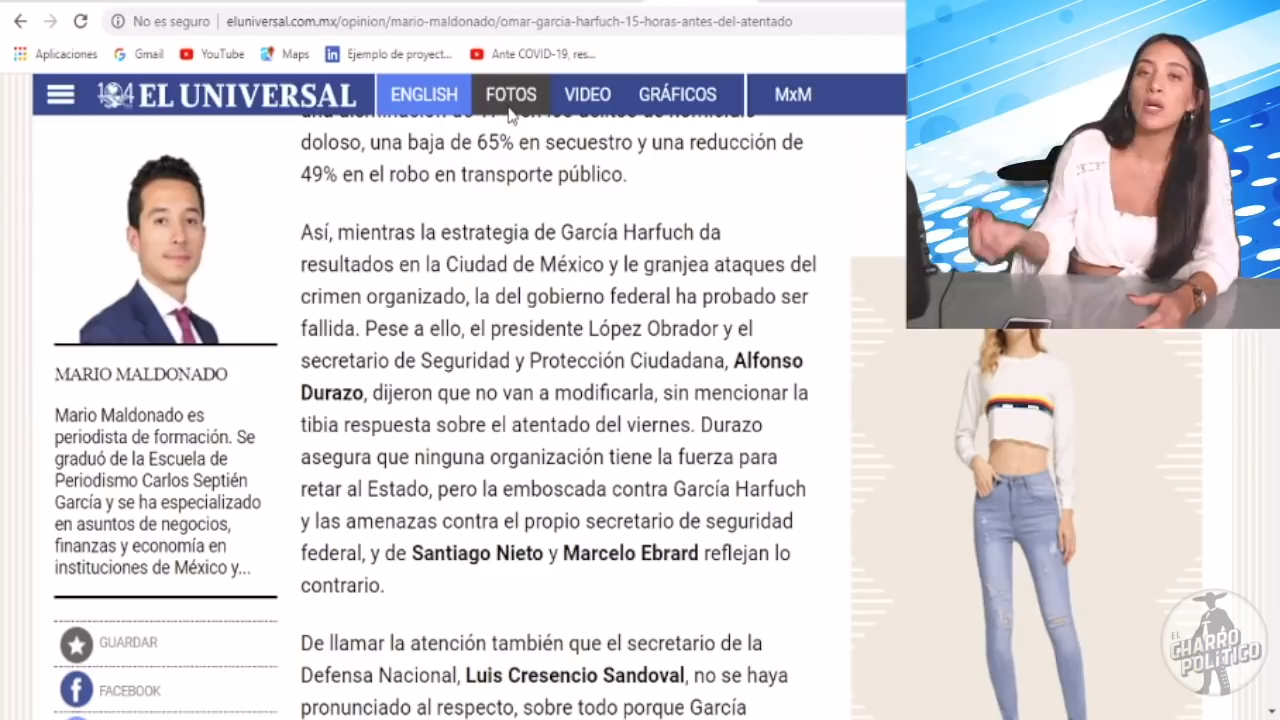 No es seguro
eluniversal.com.mx/opinion/mario-maldonado/omar-garcia-harfuch-15-horas-antes-del-atentado
Aplicaciones
Gmail
YouTube
Maps
Ejemplo de proyect...
Ante COVID-19, res...
104 EL UNIVERSAL
ENGLISH
FOTOS
VIDEO
GRÁFICOS
MxM
doloso, una baja de 65% en secuestro y una reducción de
49% en el robo en transporte público.
Así, mientras la estrategia de García Harfuch da
resultados en la Ciudad de México y le granjea ataques del
crimen organizado, la del gobierno federal ha probado ser
fallida. Pese a ello, el presidente López Obrador y el
secretario de Seguridad y Protección Ciudadana, Alfonso
Durazo, dijeron que no van a modificarla, sin mencionar la
tibia respuesta sobre el atentado del viernes. Durazo
asegura que ninguna organización tiene la fuerza para
retar al Estado, pero la emboscada contra García Harfuch
y las amenazas contra el propio secretario de seguridad
federal, y de Santiago Nieto y Marcelo Ebrard reflejan lo
contrario.
De llamar la atención también que el secretario de la
Defensa Nacional, Luis Cresencio Sandoval, no se haya
pronunciado al respecto, sobre todo porque García
MARIO MALDONADO
Mario Maldonado es
periodista de formación. Se
graduó de la Escuela de
Periodismo Carlos Septién
García y se ha especializado
en asuntos de negocios,
finanzas y economía en
instituciones de México y...
GUARDAR
FACEBOOK
EL
CHARRO
POLÍTICO